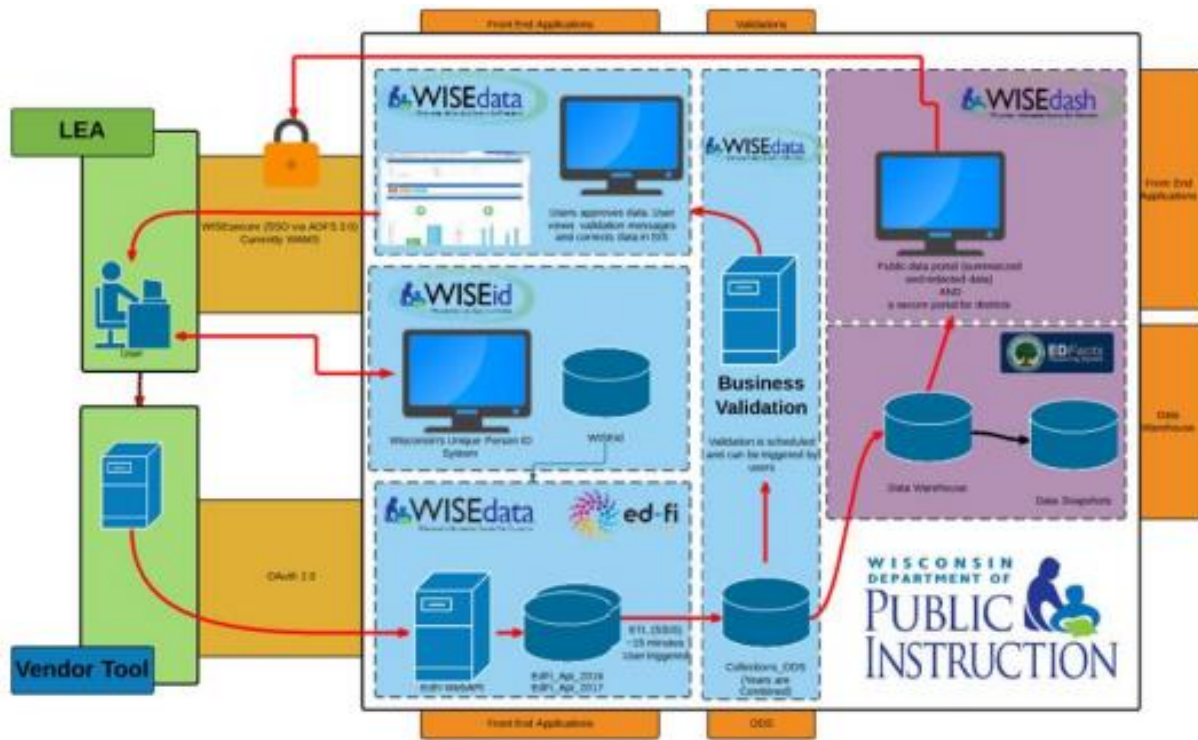 Front End Applications
Validations
LEA
WISEdata
WISEdata
WISEdash
Front End
Applications
WISEsecure (SSO via ADFS 3.0)
Currently WAMS
Users approves data. User
views validation messages
and corrects data in SIS
Public data portal (summarized
and redacted data)
AND
a secure portal for districts
User
WISEid
EDFacts
Business
Validation
Wisconsin's Unique Person ID
System
WISEid
Validation is scheduled
and can be triggered by
users
Data
Warehouse
Data Warehouse
Data Snapshots
WISEdata
ed-fi
OAuth 2.0
WISCONSIN
DEPARTMENT OF
PUBLIC
INSTRUCTION
ETL (SSIS)
~15 minutes
User triggered
Vendor Tool
EdFi WebAPI
EdFi_Api_2016
EdFi_Api_2017
Collections_ODS
(Years are
Combined)
Front End Applications
ODS